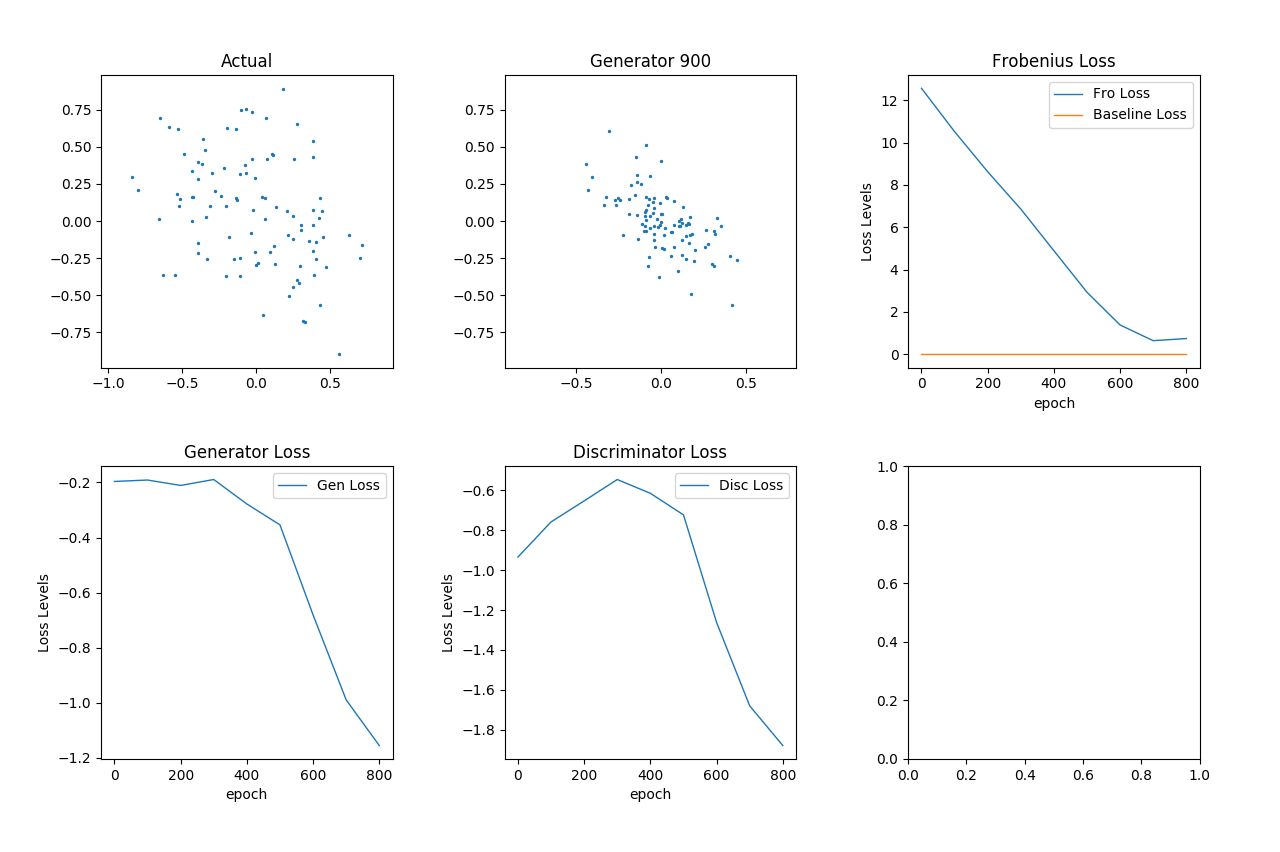 Actual
0.75
0.50
0.25
0.00
−0.25
−0.50
−0.75
−1.0 −0.5 0.0 0.5
Generator 900
0.75
0.50
0.25
0.00
−0.25
−0.50
−0.75
−0.5 0.0 0.5
Frobenius Loss
Fro Loss
Baseline Loss
Loss Levels
12
10
8
6
4
2
0
0 200 400 600 800
epoch
Generator Loss
Gen Loss
Loss Levels
−0.2
−0.4
−0.6
−0.8
−1.0
−1.2
0 200 400 600 800
epoch
Discriminator Loss
Disc Loss
Loss Levels
−0.6
−0.8
−1.0
−1.2
−1.4
−1.6
−1.8
0 200 400 600 800
epoch
1.0
0.8
0.6
0.4
0.2
0.0
0.0 0.2 0.4 0.6 0.8 1.0